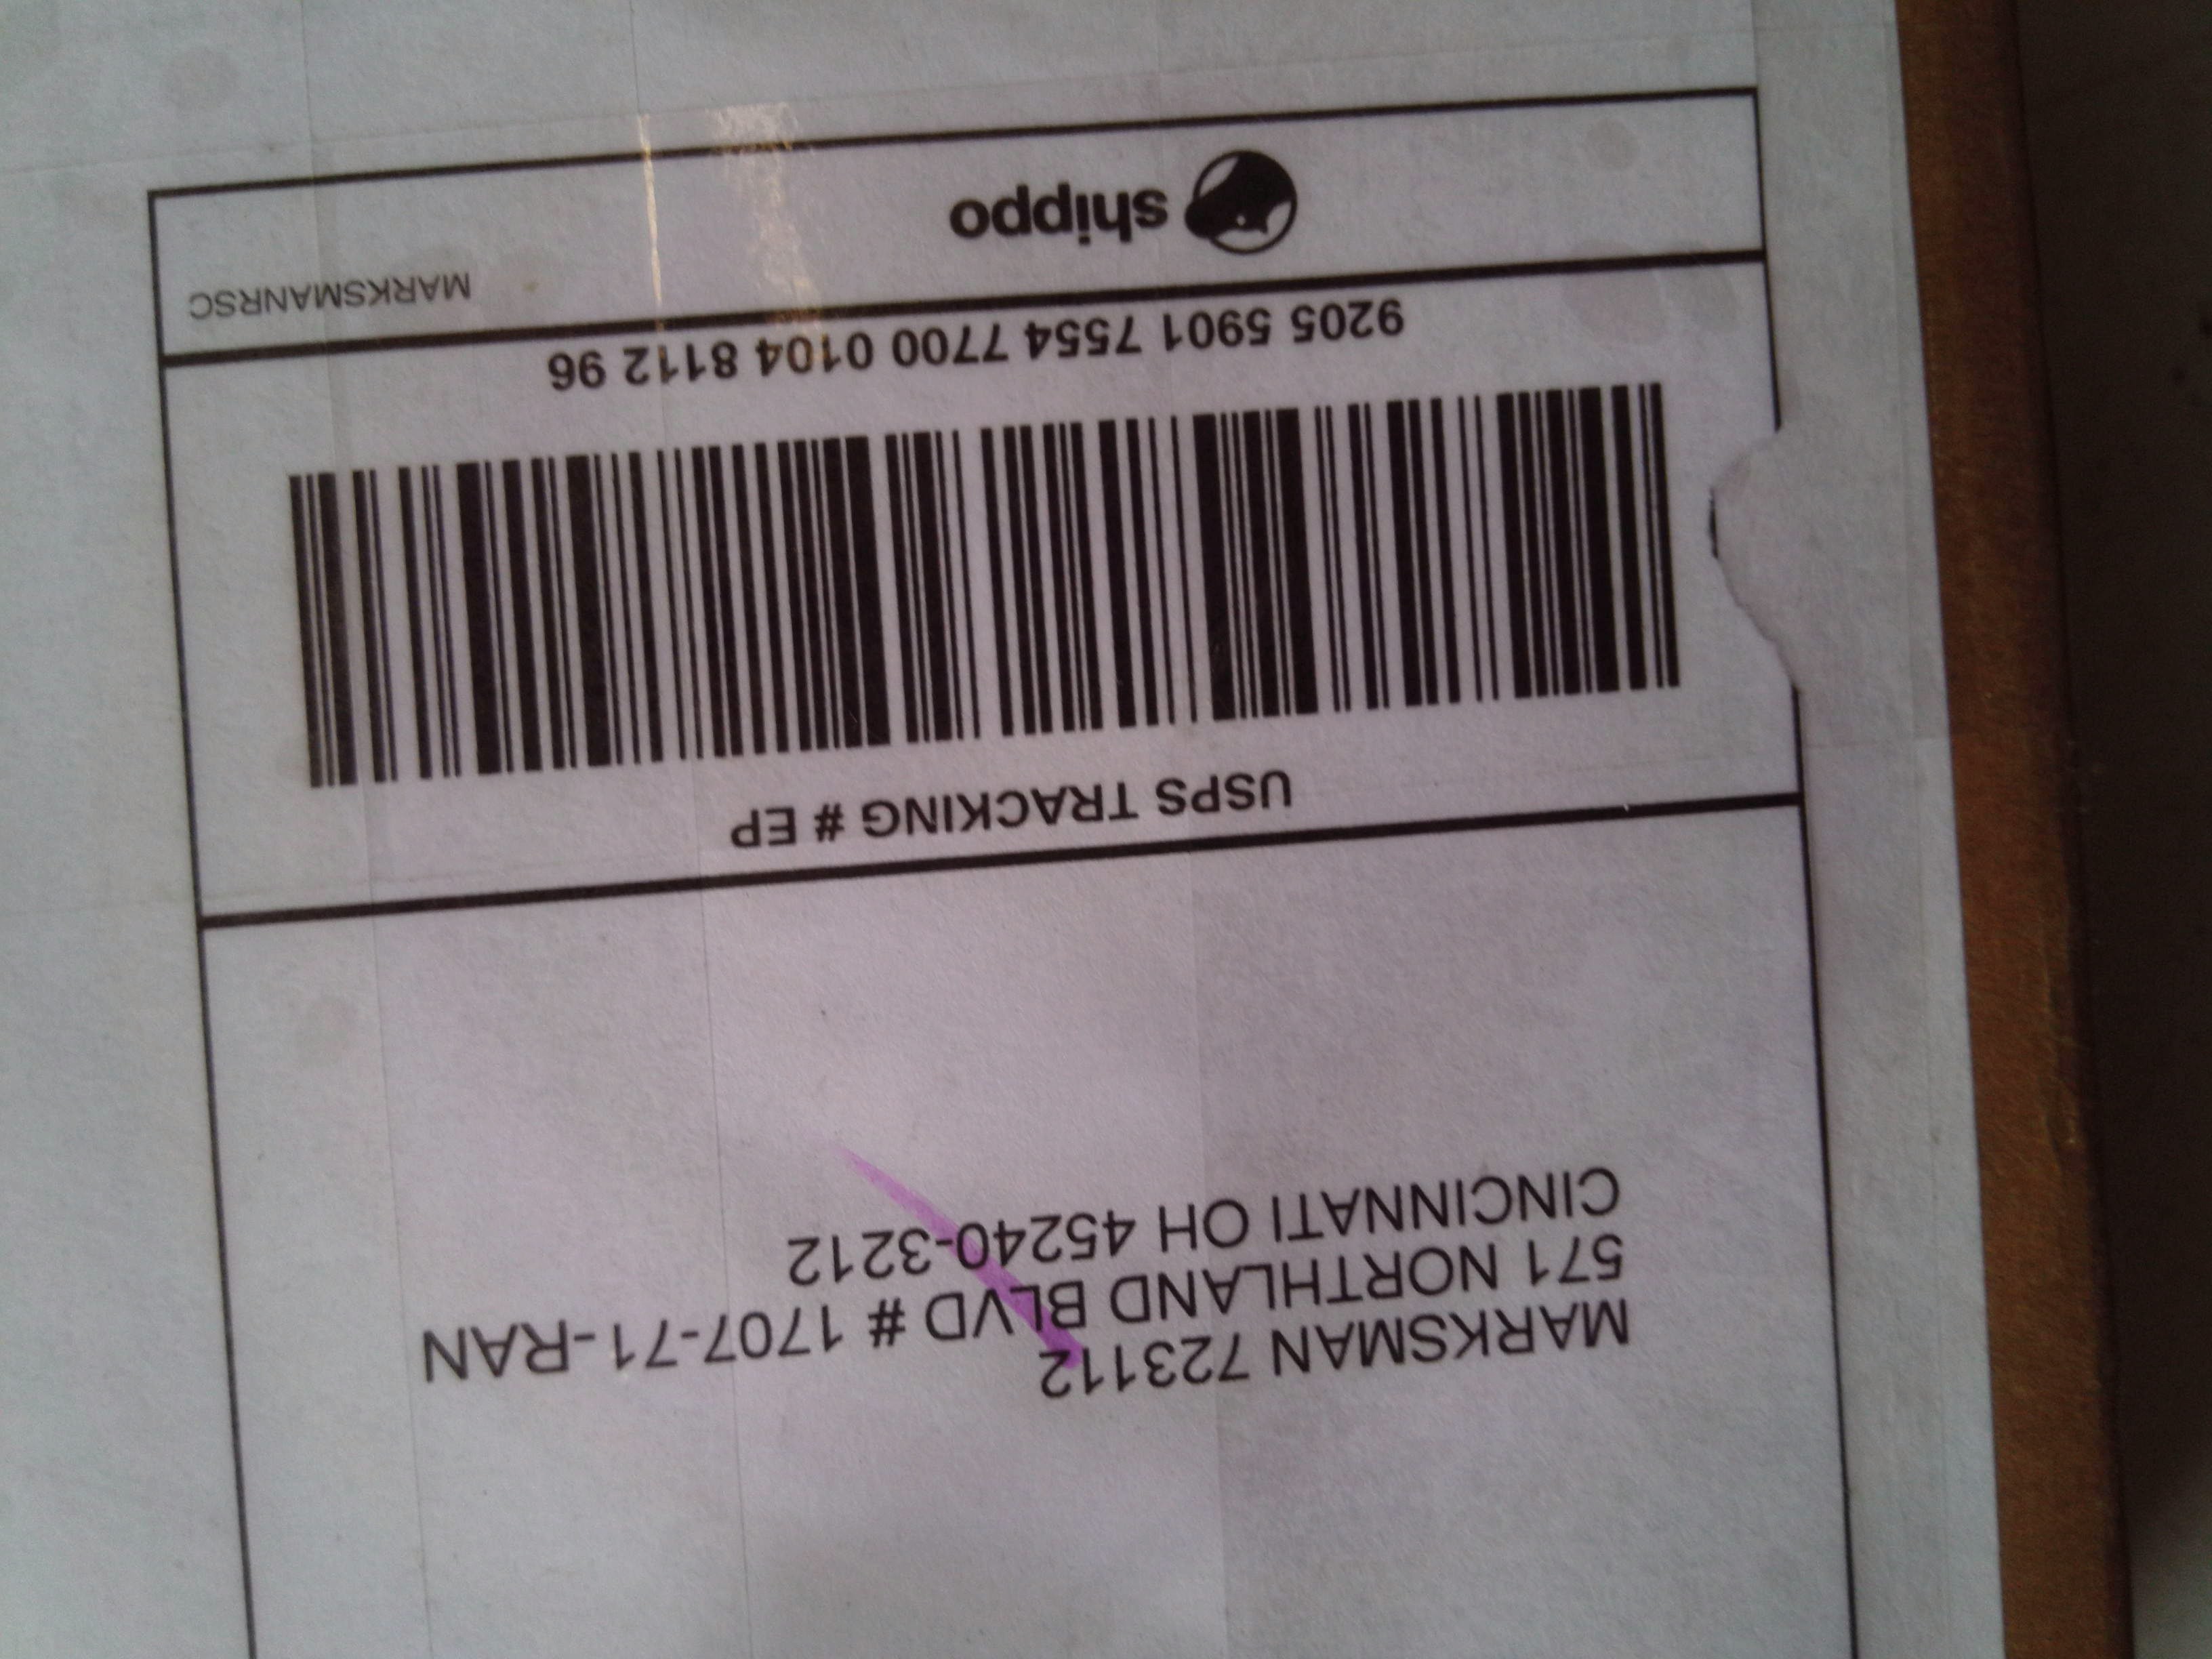 MARKSMAN 723112
571 NORTHLAND BLVD # 1707-71-RAN
CINCINNATI OH 45240-3212
USPS TRACKING # EP
9205 5901 7554 7700 0104 8112 96
MARKSMANRSC
shippo